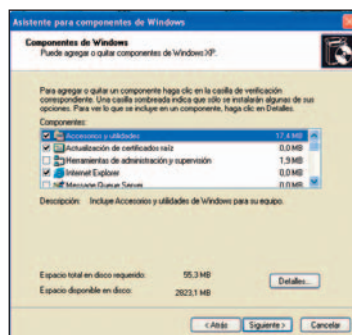 Asistente para componentes de Windows
Componentes de Windows
Puede agregar o quitar componentes de Windows XP.
Para agregar o quitar un componente haga clic en la casilla de verificación
correspondiente. Una casilla sombreada indica que sólo se instalarán algunas de sus
opciones. Para ver lo que se incluye en un componente, haga clic en Detalles.
Componentes:
Accesorios y utilidades 17,4 MB
Actualización de certificados raíz 0,0 MB
Herramientas de administración y supervisión 1,9 MB
Internet Explorer 0,0 MB
Message Queue Server 0,0 MB
Descripción: Incluye Accesorios y utilidades de Windows para su equipo.
Espacio total en disco requerido: 55,3 MB
Espacio disponible en disco: 2823,1 MB
Detalles...
< Atrás Siguiente > Cancelar